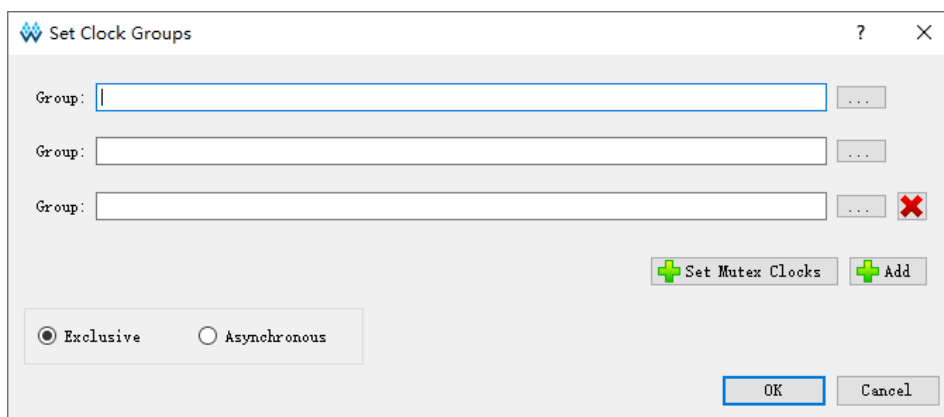 Set Clock Groups ?
Group: ...
Group: ...
Group: ...
Set Mutex Clocks Add
Exclusive Asynchronous
OK Cancel